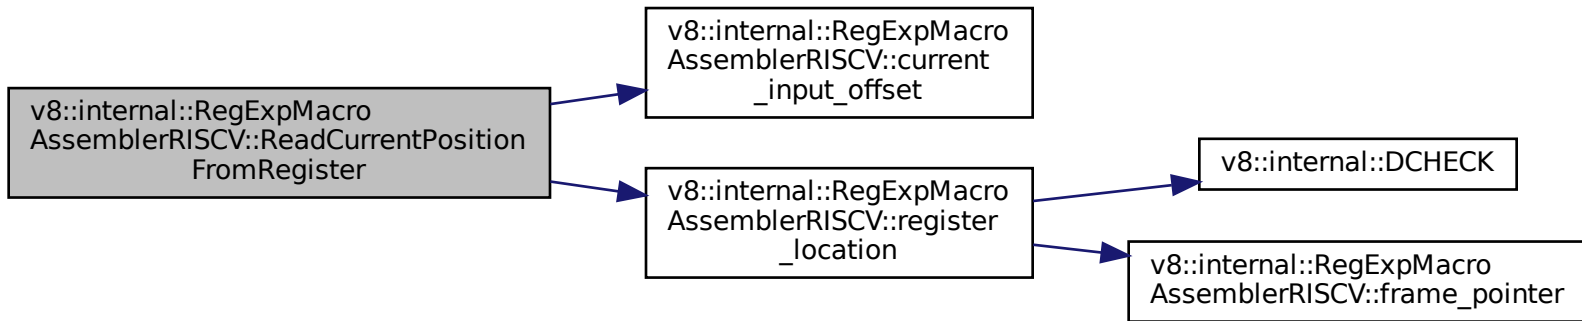 v8::internal::RegExpMacro
AssemblerRISCV::ReadCurrentPosition
FromRegister
v8::internal::RegExpMacro
AssemblerRISCV::current
_input_offset
v8::internal::RegExpMacro
AssemblerRISCV::register
_location
v8::internal::DCHECK
v8::internal::RegExpMacro
AssemblerRISCV::frame_pointer